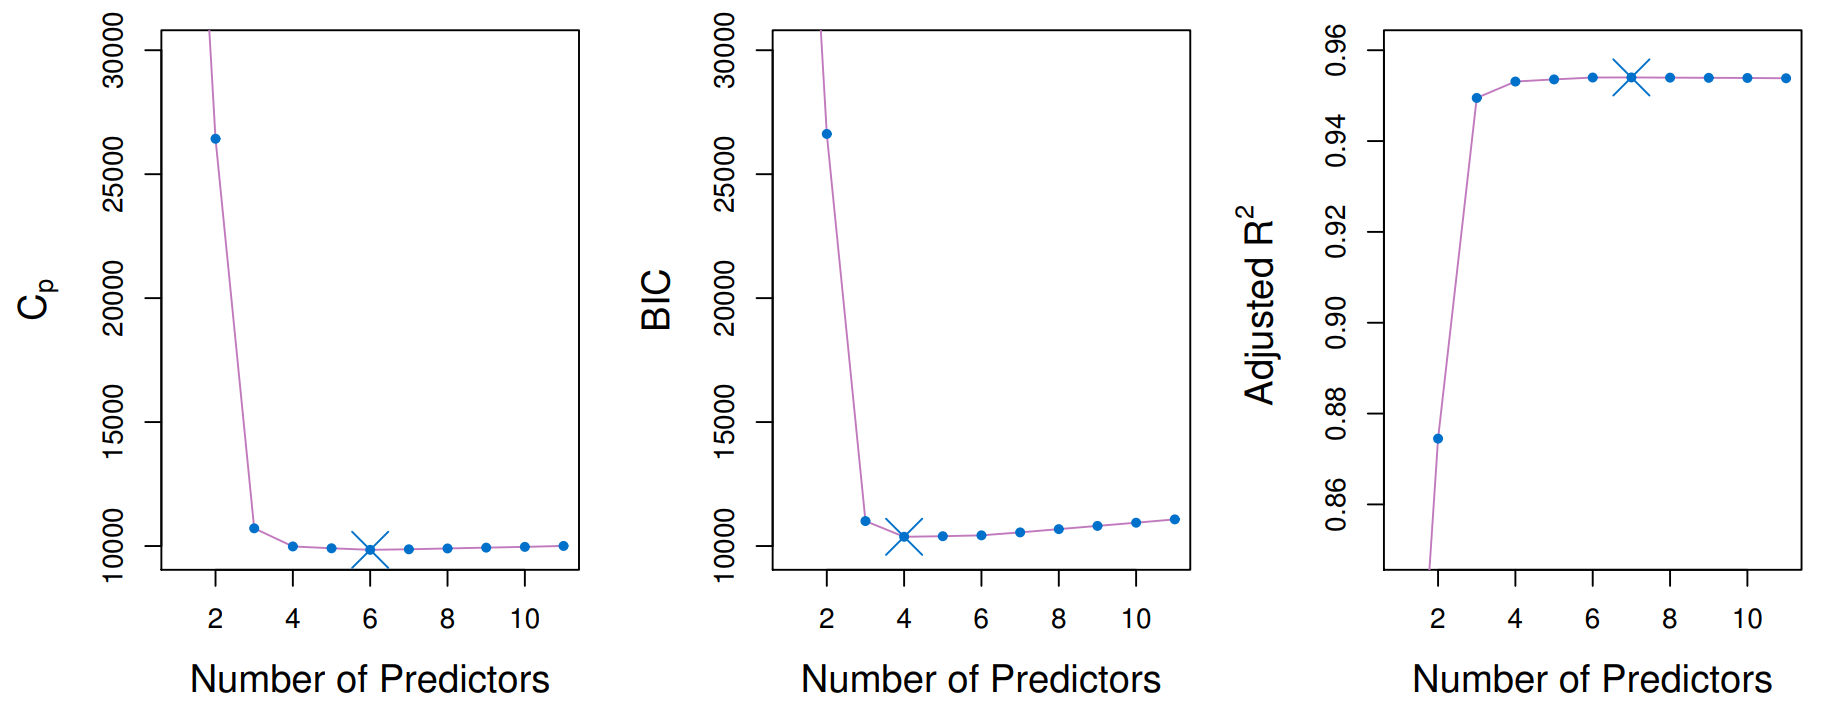 30000
25000
20000
15000
10000
C_p
2 4 6 8 10
Number of Predictors
30000
25000
20000
15000
10000
BIC
2 4 6 8 10
Number of Predictors
0.96
0.94
0.92
0.90
0.88
0.86
Adjusted R²
2 4 6 8 10
Number of Predictors